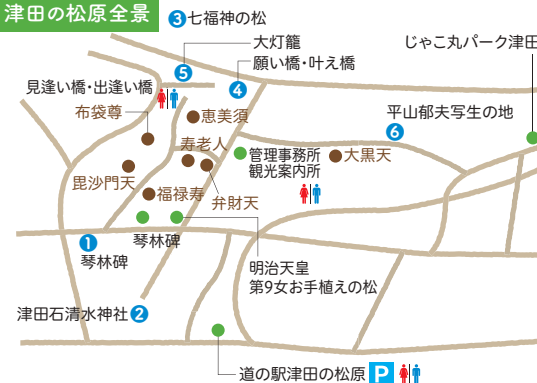 津田の松原全景
3 七福神の松
大灯籠
5
願い橋・叶え橋
4
じゃこ丸パーク津田
見逢い橋・出逢い橋
布袋尊
恵美須
平山郁夫写生の地
6
寿老人
管理事務所
観光案内所
大黒天
毘沙門天
福禄寿
弁財天
1
琴林碑
琴林碑
明治天皇
第9女お手植えの松
津田石清水神社 2
道の駅津田の松原 P